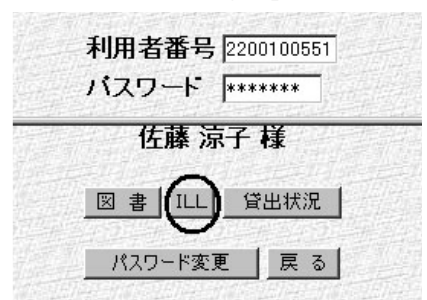 利用者番号 2200100551
パスワード *******
佐藤 涼子 様
図 書 ILL 貸出状況
パスワード変更 戻 る